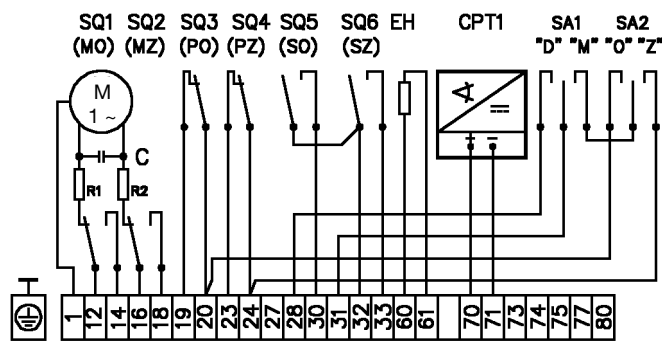 SQ1 SQ2 SQ3 SQ4 SQ5 SQ6 EH CPT1 SA1 SA2
(MO) (MZ) (PO) (PZ) (SO) (SZ) "D" "M" "O" "Z"
M
1 ~
C
R1 R2
+ −
1 12 14 16 18 19 20 23 24 27 28 30 31 32 33 60 61 70 71 73 74 75 77 80